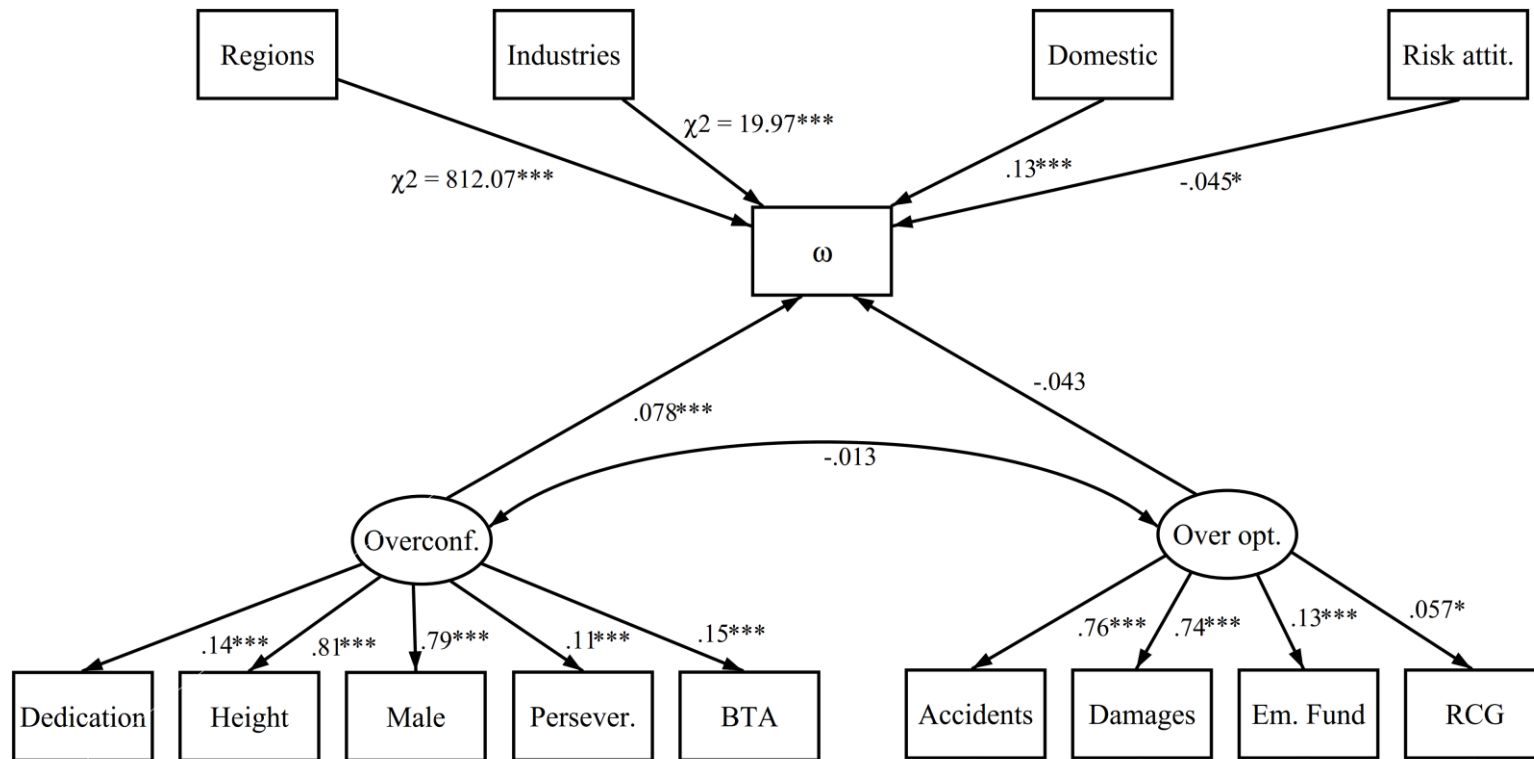 Regions
Industries
Domestic
Risk attit.
χ2 = 19.97***
.13***
-.045*
χ2 = 812.07***
ω
-.043
.078***
-.013
Overconf.
Over opt.
.14***
.81***
.79***
.11***
.15***
.76***
.74***
.13***
.057*
Dedication
Height
Male
Persever.
BTA
Accidents
Damages
Em. Fund
RCG